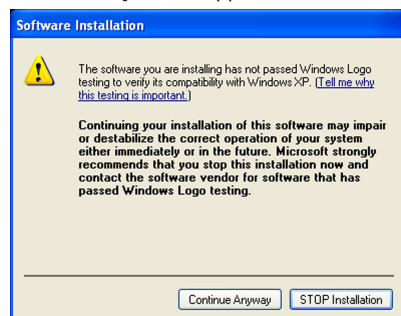 Software Installation
The software you are installing has not passed Windows Logo
testing to verify its compatibility with Windows XP. (Tell me why
this testing is important.)
Continuing your installation of this software may impair
or destabilize the correct operation of your system
either immediately or in the future. Microsoft strongly
recommends that you stop this installation now and
contact the software vendor for software that has
passed Windows Logo testing.
Continue Anyway
STOP Installation